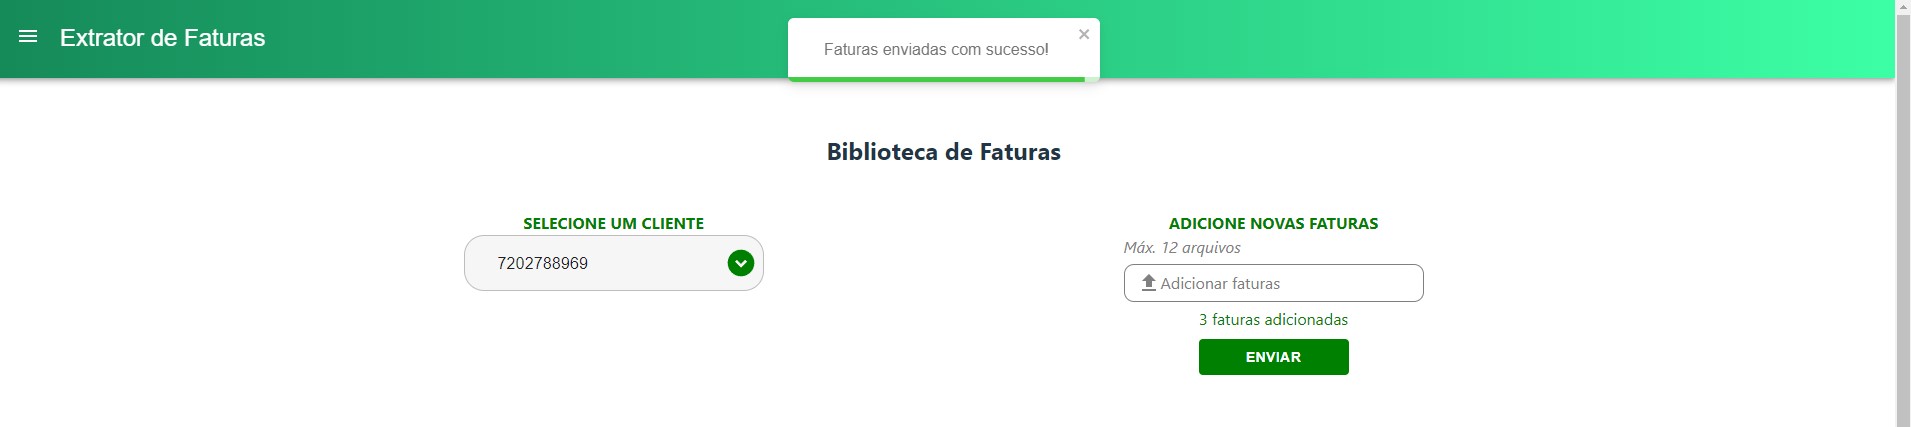 Extrator de Faturas
Faturas enviadas com sucesso!
Biblioteca de Faturas
SELECIONE UM CLIENTE
7202788969
ADICIONE NOVAS FATURAS
Máx. 12 arquivos
Adicionar faturas
3 faturas adicionadas
ENVIAR